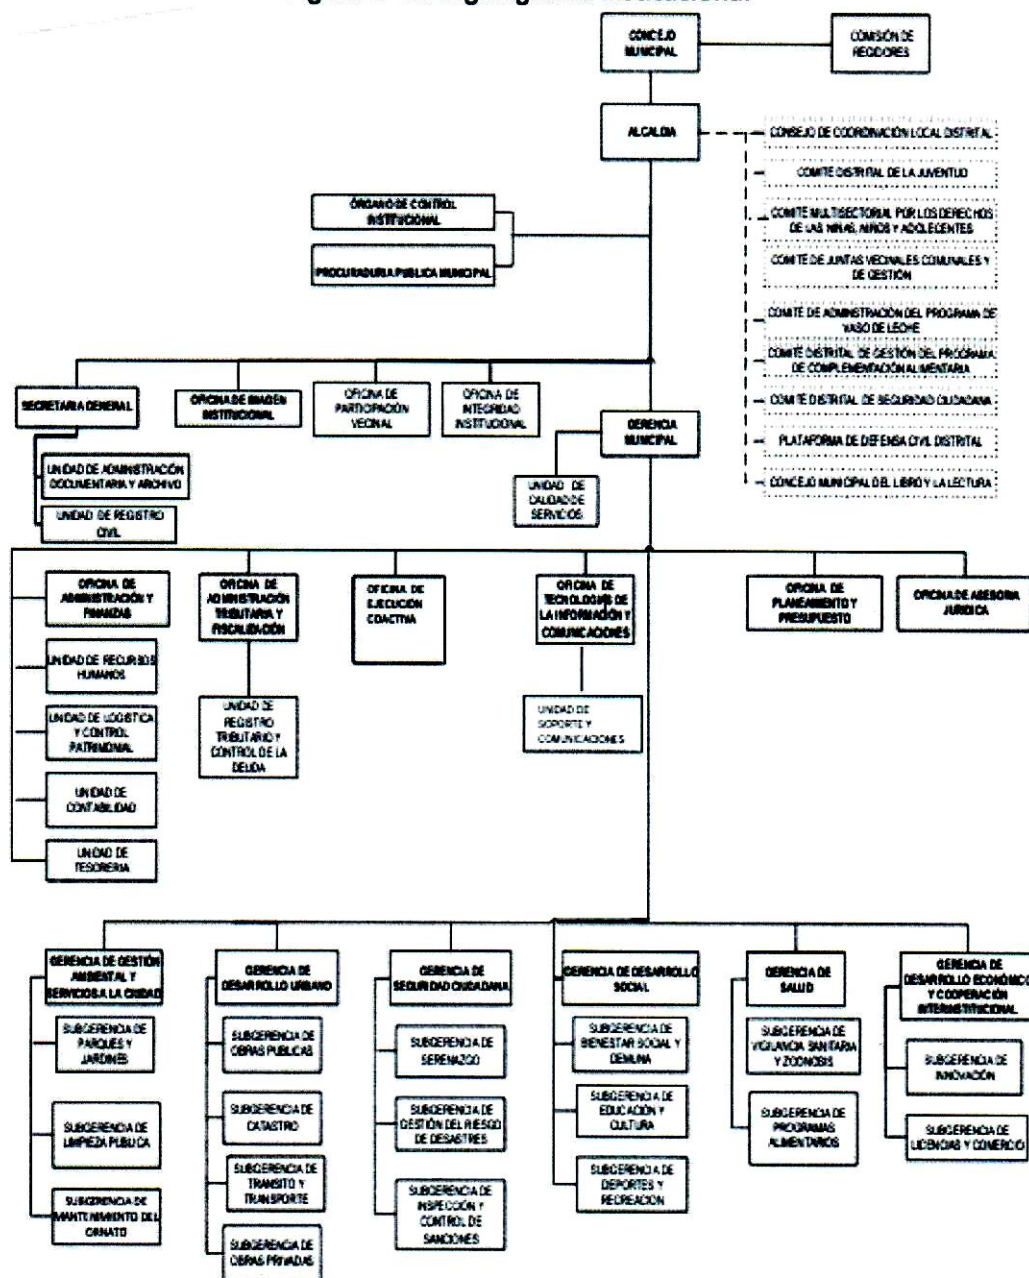 Institucional
CONCEJO
MUNICIPAL
COMISIÓN DE
REGIDORES
ALCALDIA
CONSEJO DE COORDINACIÓN LOCAL DISTRITAL
COMITÉ DISTRITAL DE LA JUVENTUD
COMITE MULTISECTORIAL POR LOS DERECHOS
DE LAS NIÑAS, NIÑOS Y ADOLECENTES
COMITÉ DE JUNTAS VECINALES COMUNALES Y
DE GESTIÓN
COMITÉ DE ADMINISTRACIÓN DEL PROGRAMA DE
VASO DE LECHE
COMITÉ DISTRITAL DE GESTIÓN DEL PROGRAMA
DE COMPLEMENTACIÓN ALIMENTARIA
COMITÉ DISTRITAL DE SEGURIDAD CIUDADANA
PLATAFORMA DE DEFENSA CIVIL DISTRITAL
CONCEJO MUNICIPAL DEL LIBRO Y LA LECTURA
ÓRGANO DE CONTROL
INSTITUCIONAL
PROCURADURIA PUBLICA MUNICIPAL
SECRETARIA GENERAL
OFICINA DE IMAGEN
INSTITUCIONAL
OFICINA DE
PARTICIPACIÓN
VECINAL
OFICINA DE
INTEGRIDAD
INSTITUCIONAL
GERENCIA
MUNICIPAL
UNIDAD DE ADMINISTRACIÓN
DOCUMENTARIA Y ARCHIVO
UNIDAD DE REGISTRO
CIVIL
UNIDAD DE
CALIDAD DE
SERVICIOS
OFICINA DE
ADMINISTRACIÓN Y
FINANZAS
OFICINA DE
ADMINISTRACIÓN
TRIBUTARIA Y
FISCALIZACIÓN
OFICINA DE
EJECUCIÓN
COACTIVA
OFICINA DE
TECNOLOGÍAS DE
LA INFORMACIÓN Y
COMUNICACIONES
OFICINA DE
PLANEAMIENTO Y
PRESUPUESTO
OFICINA DE ASESORIA
JURIDICA
UNIDAD DE RECURSOS
HUMANOS
UNIDAD DE LOGISTICA
Y CONTROL
PATRIMONIAL
UNIDAD DE
CONTABILIDAD
UNIDAD DE
TESORERIA
UNIDAD DE
REGISTRO
TRIBUTARIO Y
CONTROL DE LA
DEUDA
UNIDAD DE
SOPORTE Y
COMUNICACIONES
GERENCIA DE GESTIÓN
AMBIENTAL Y
SERVICIOS A LA CIUDAD
SUBGERENCIA DE
PARQUES Y
JARDINES
SUBGERENCIA DE
LIMPIEZA PUBLICA
SUBGERENCIA DE
MANTENIMIENTO DEL
ORNATO
GERENCIA DE
DESARROLLO URBANO
SUBGERENCIA DE
OBRAS PUBLICAS
SUBGERENCIA DE
CATASTRO
SUBGERENCIA DE
TRANSITO Y
TRANSPORTE
SUBGERENCIA DE
OBRAS PRIVADAS
GERENCIA DE
SEGURIDAD CIUDADANA
SUBGERENCIA DE
SERENAZGO
SUBGERENCIA DE
GESTIÓN DEL RIESGO
DE DESASTRES
SUBGERENCIA DE
INSPECCIÓN Y
CONTROL DE
SANCIONES
GERENCIA DE DESARROLLO
SOCIAL
SUBGERENCIA DE
BIENESTAR SOCIAL Y
DEMUNA
SUBGERENCIA DE
EDUCACIÓN Y
CULTURA
SUBGERENCIA DE
DEPORTES Y
RECREACION
GERENCIA DE
SALUD
SUBGERENCIA DE
VIGILANCIA SANITARIA
Y ZOONOSIS
SUBGERENCIA DE
PROGRAMAS
ALIMENTARIOS
GERENCIA DE
DESARROLLO ECONÓMICO
Y COOPERACIÓN
INTERINSTITUCIONAL
SUBGERENCIA DE
INNOVACIÓN
SUBGERENCIA DE
LICENCIAS Y COMERCIO